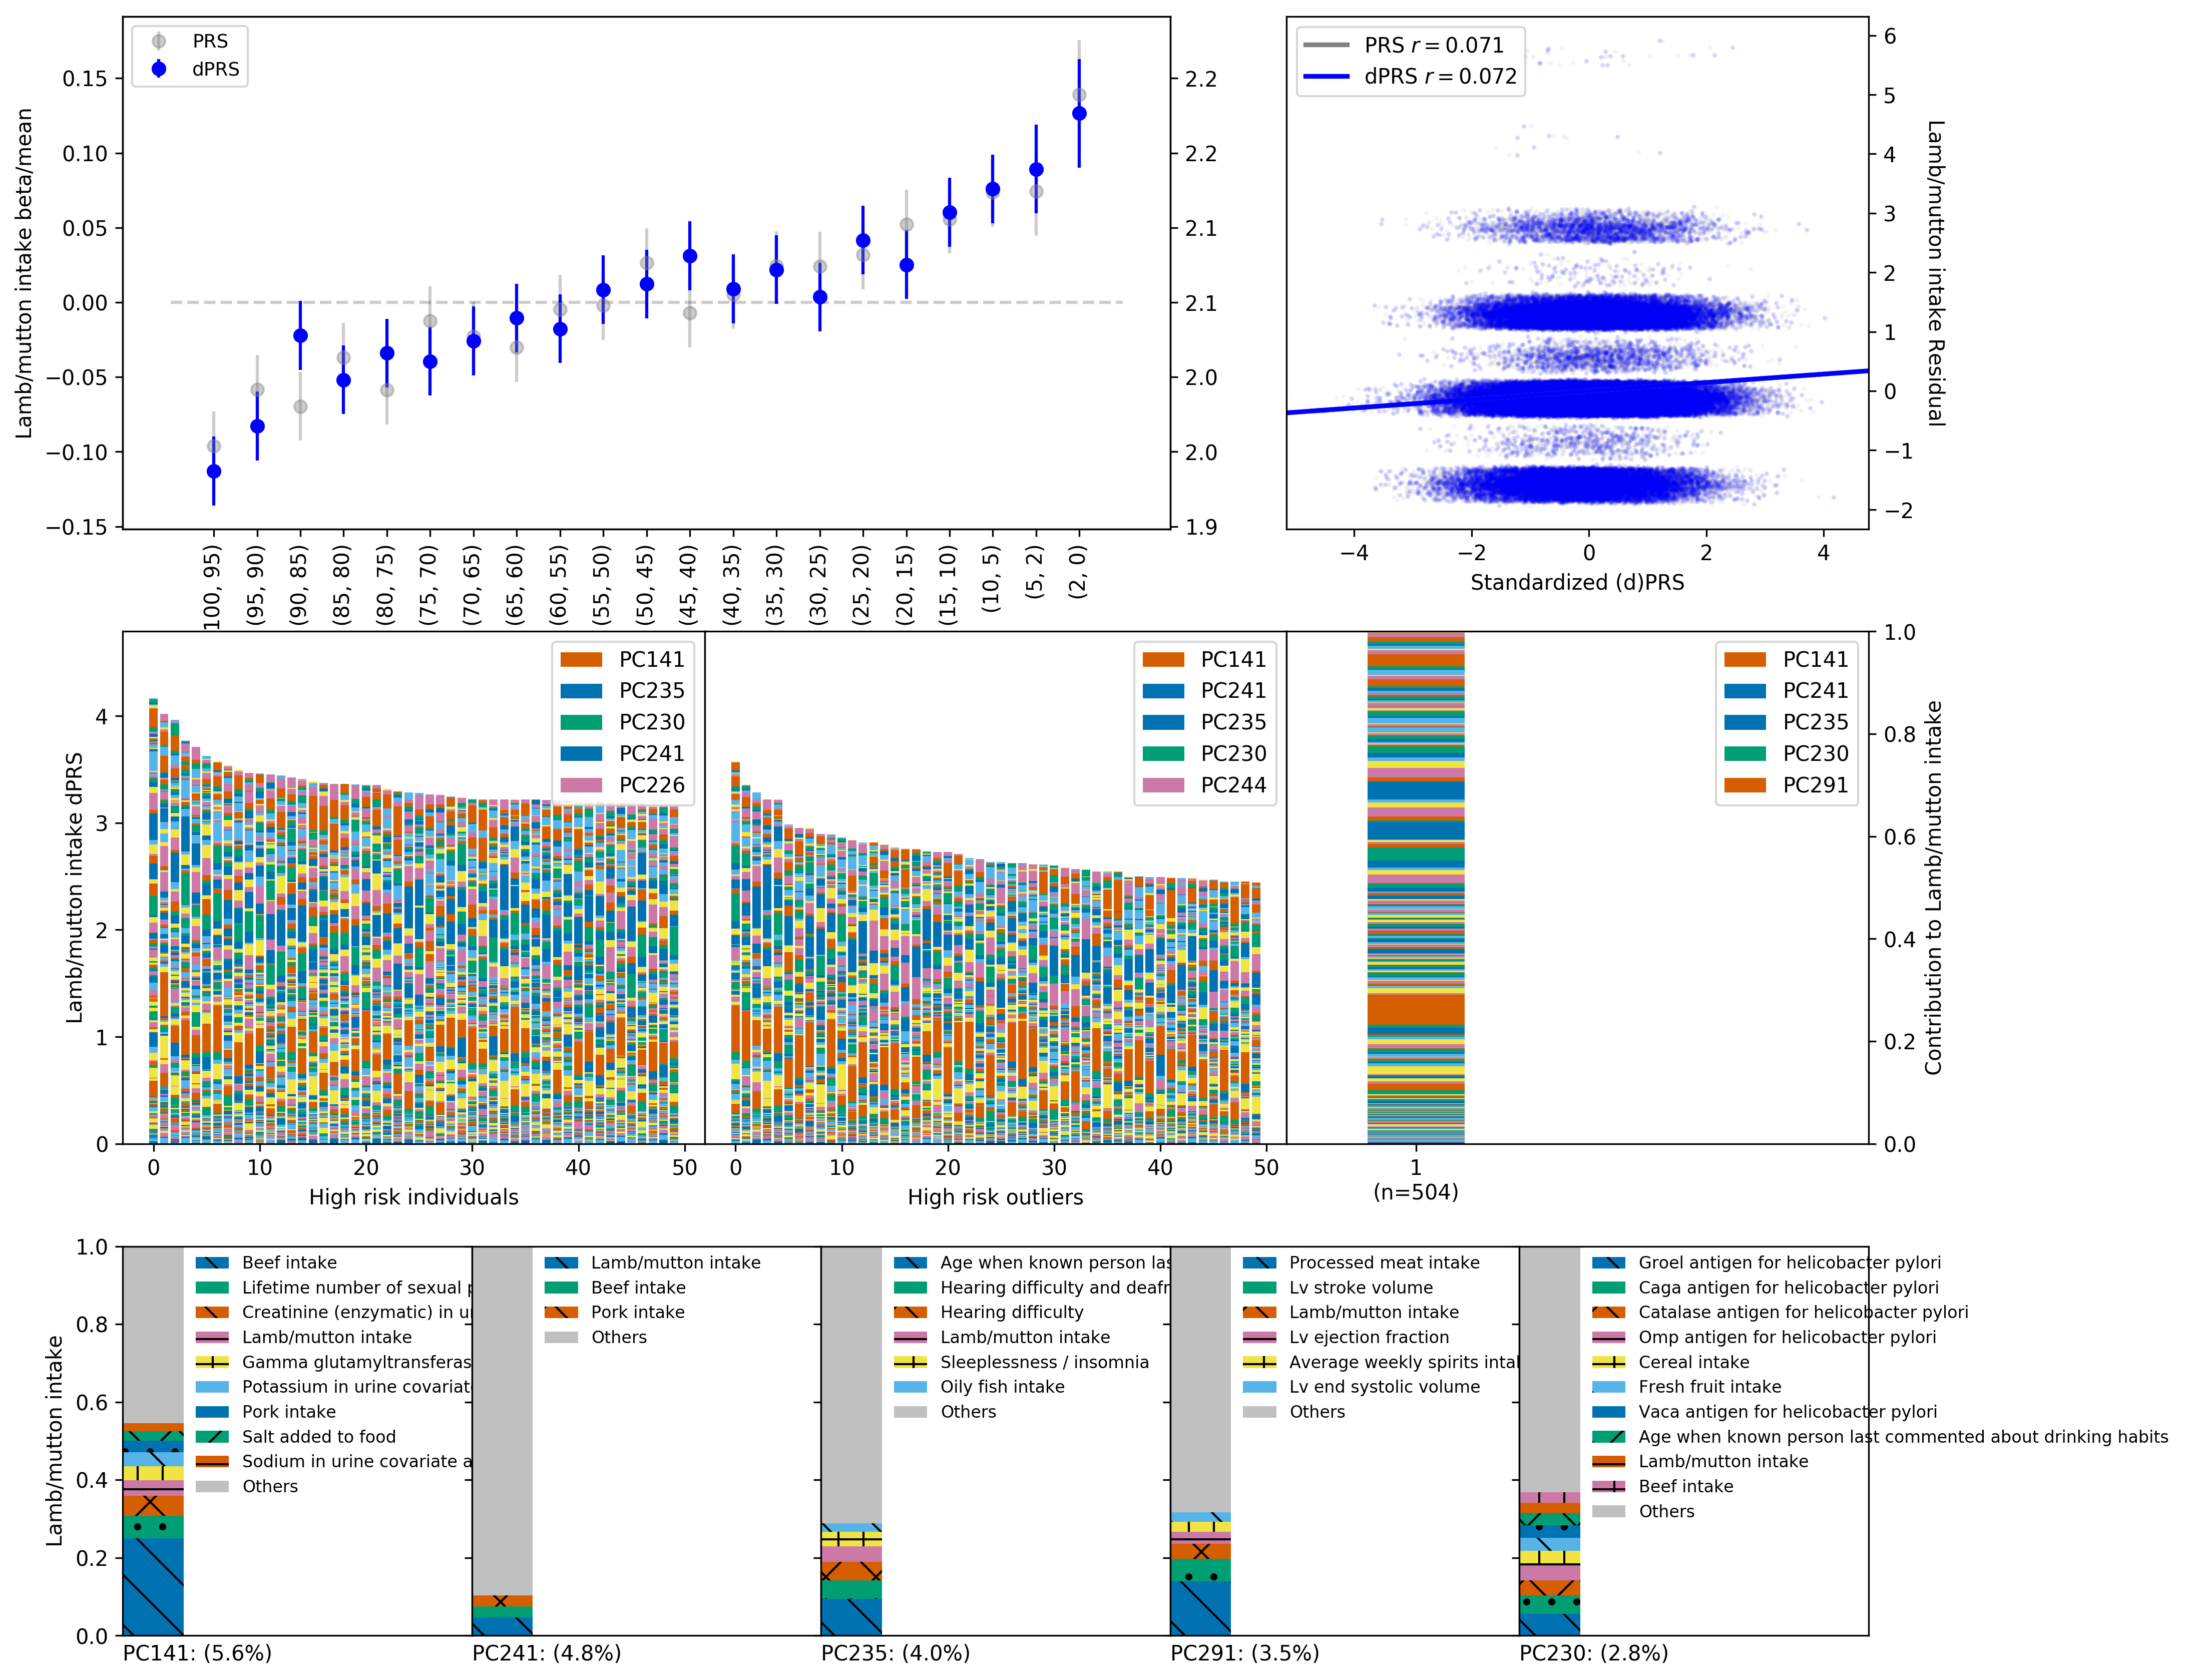 PRS
dPRS
Lamb/mutton intake beta/mean
0.15
0.10
0.05
0.00
−0.05
−0.10
−0.15
2.2
2.2
2.1
2.1
2.0
2.0
1.9
100, 95)
(95, 90)
(90, 85)
(85, 80)
(80, 75)
(75, 70)
(70, 65)
(65, 60)
(60, 55)
(55, 50)
(50, 45)
(45, 40)
(40, 35)
(35, 30)
(30, 25)
(25, 20)
(20, 15)
(15, 10)
(10, 5)
(5, 2)
(2, 0)
PRS r = 0.071
dPRS r = 0.072
6
5
4
3
2
1
0
−1
−2
Lamb/mutton intake Residual
−4
−2
0
2
4
Standardized (d)PRS
Lamb/mutton intake dPRS
4
3
2
1
0
PC141
PC235
PC230
PC241
PC226
0
10
20
30
40
50
High risk individuals
PC141
PC241
PC235
PC230
PC244
0
10
20
30
40
50
High risk outliers
PC141
PC241
PC235
PC230
PC291
1
(n=504)
1.0
0.8
0.6
0.4
0.2
0.0
Contribution to Lamb/mutton intake
Lamb/mutton intake
1.0
0.8
0.6
0.4
0.2
0.0
Beef intake
Lifetime number of sexual p
Creatinine (enzymatic) in u
Lamb/mutton intake
Gamma glutamyltransferas
Potassium in urine covariat
Pork intake
Salt added to food
Sodium in urine covariate a
Others
PC141: (5.6%)
Lamb/mutton intake
Beef intake
Pork intake
Others
PC241: (4.8%)
Age when known person las
Hearing difficulty and deafn
Hearing difficulty
Lamb/mutton intake
Sleeplessness / insomnia
Oily fish intake
Others
PC235: (4.0%)
Processed meat intake
Lv stroke volume
Lamb/mutton intake
Lv ejection fraction
Average weekly spirits intak
Lv end systolic volume
Others
PC291: (3.5%)
Groel antigen for helicobacter pylori
Caga antigen for helicobacter pylori
Catalase antigen for helicobacter pylori
Omp antigen for helicobacter pylori
Cereal intake
Fresh fruit intake
Vaca antigen for helicobacter pylori
Age when known person last commented about drinking habits
Lamb/mutton intake
Beef intake
Others
PC230: (2.8%)